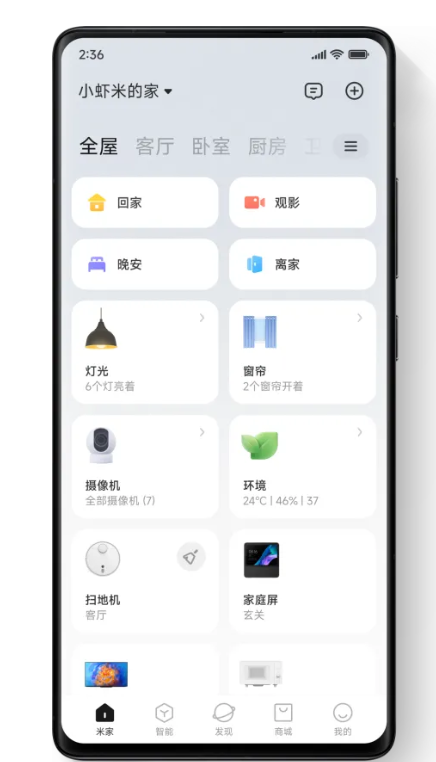 2:36
小虾米的家
全屋 客厅 卧室 厨房 卫
回家 观影
晚安 离家
灯光 窗帘
6个灯亮着 2个窗帘开着
摄像机 环境
全部摄像机 (7) 24°C | 46% | 37
扫地机 家庭屏
客厅 玄关
米家 智能 发现 商城 我的